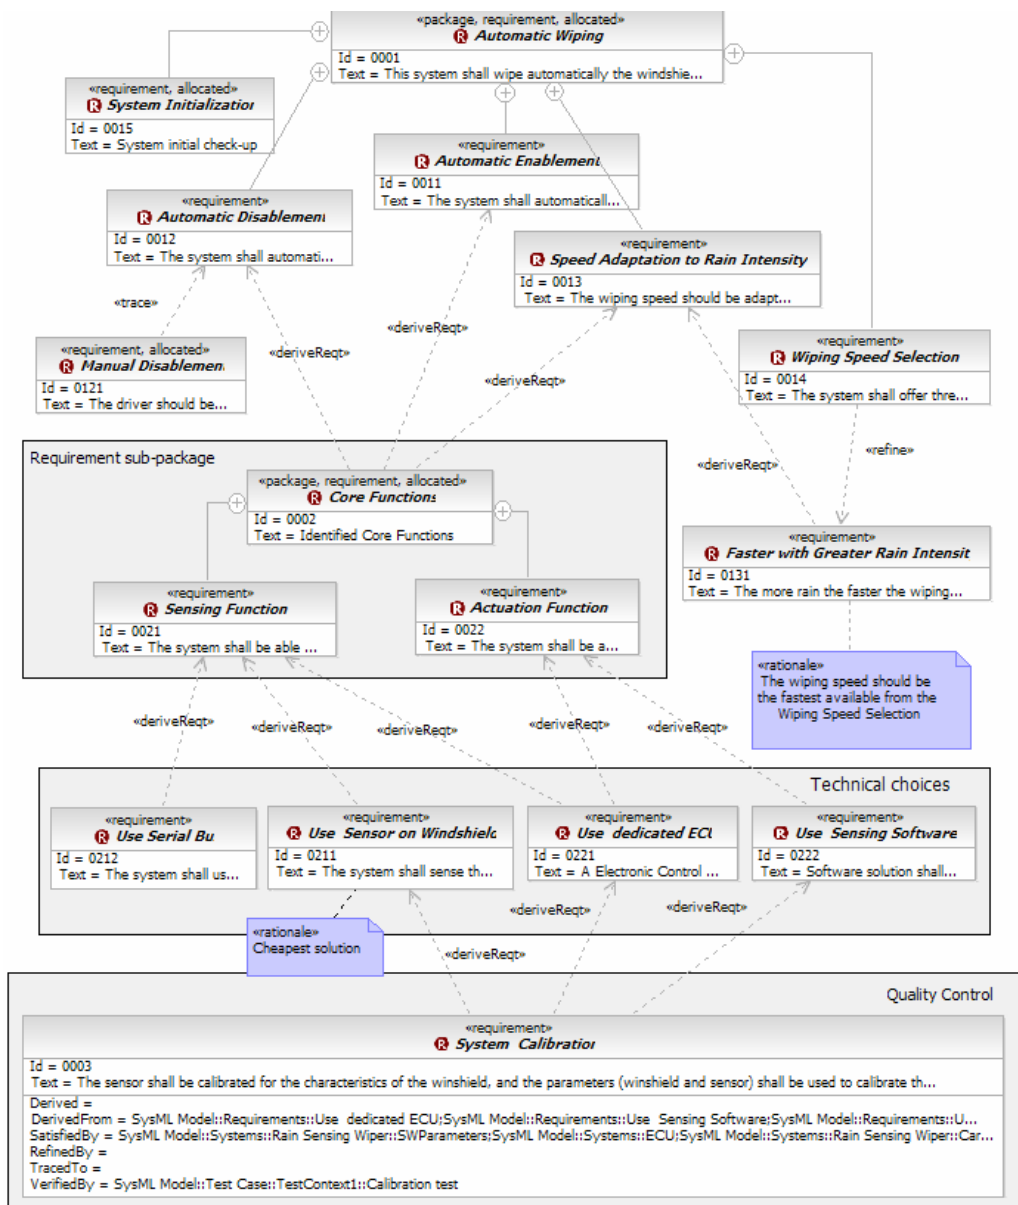 «package, requirement, allocated»
R Automatic Wiping
Id = 0001
Text = This system shall wipe automatically the windshie...
«requirement, allocated»
R System Initialization
Id = 0015
Text = System initial check-up
«requirement»
R Automatic Enablement
Id = 0011
Text = The system shall automaticall...
«requirement»
R Automatic Disablement
Id = 0012
Text = The system shall automati...
«requirement»
R Speed Adaptation to Rain Intensity
Id = 0013
Text = The wiping speed should be adapt...
«trace»
«deriveReqt»
«deriveReqt»
«deriveReqt»
«requirement, allocated»
R Manual Disablemen
Id = 0121
Text = The driver should be...
«requirement»
R Wiping Speed Selection
Id = 0014
Text = The system shall offer thre...
«refine»
«deriveReqt»
Requirement sub-package
«package, requirement, allocated»
R Core Functions
Id = 0002
Text = Identified Core Functions
«requirement»
R Faster with Greater Rain Intensit
Id = 0131
Text = The more rain the faster the wiping...
«requirement»
R Sensing Function
Id = 0021
Text = The system shall be able ...
«requirement»
R Actuation Function
Id = 0022
Text = The system shall be a...
«rationale»
The wiping speed should be
the fastest available from the
Wiping Speed Selection
«deriveReqt»
«deriveReqt»
«deriveReqt»
«deriveReqt»
«deriveReqt»
Technical choices
«requirement»
R Use Serial Bu
Id = 0212
Text = The system shall us...
«requirement»
R Use Sensor on Windshield
Id = 0211
Text = The system shall sense th...
«requirement»
R Use dedicated ECU
Id = 0221
Text = A Electronic Control ...
«requirement»
R Use Sensing Software
Id = 0222
Text = Software solution shall...
«rationale»
Cheapest solution
«deriveReqt»
«deriveReqt»
«deriveReqt»
Quality Control
«requirement»
R System Calibration
Id = 0003
Text = The sensor shall be calibrated for the characteristics of the winshield, and the parameters (winshield and sensor) shall be used to calibrate th...
Derived =
DerivedFrom = SysML Model::Requirements::Use dedicated ECU;SysML Model::Requirements::Use Sensing Software;SysML Model::Requirements::U...
SatisfiedBy = SysML Model::Systems::Rain Sensing Wiper::SWParameters;SysML Model::Systems::ECU;SysML Model::Systems::Rain Sensing Wiper::Car...
RefinedBy =
TracedTo =
VerifiedBy = SysML Model::Test Case::TestContext1::Calibration test